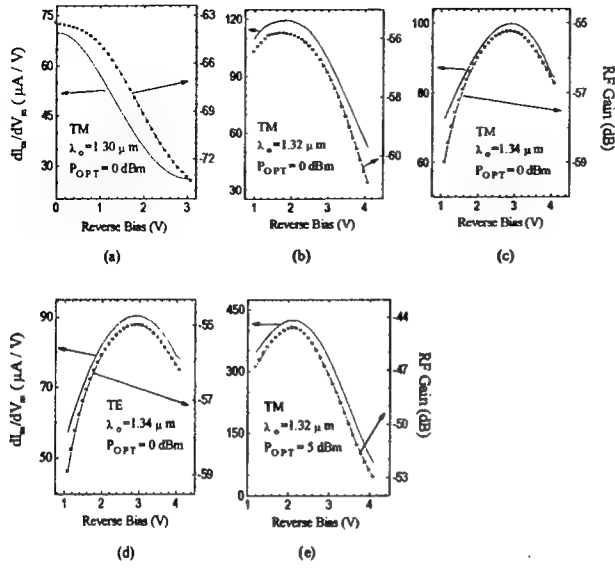 75
60
45
30
dI_m/dV_m (μA / V)
-63
-66
-69
-72
TM
λ_o=1.30 μm
P_OPT = 0 dBm
0 1 2 3
Reverse Bias (V)
(a)
120
90
60
30
-56
-58
-60
TM
λ_o=1.32 μm
P_OPT = 0 dBm
1 2 3 4
Reverse Bias (V)
(b)
100
80
60
-55
-57
-59
RF Gain (dB)
TM
λ_o=1.34 μm
P_OPT =0 dBm
1 2 3 4
Reverse Bias (V)
(c)
90
70
50
dI_m/dV_m (μA / V)
-55
-57
-59
TE
λ_o=1.34 μm
P_OPT = 0 dBm
1 2 3 4
Reverse Bias (V)
(d)
450
300
150
0
-44
-47
-50
-53
RF Gain (dB)
TM
λ_o=1.32 μm
P_OPT = 5 dBm
1 2 3 4
Reverse Bias (V)
(e)